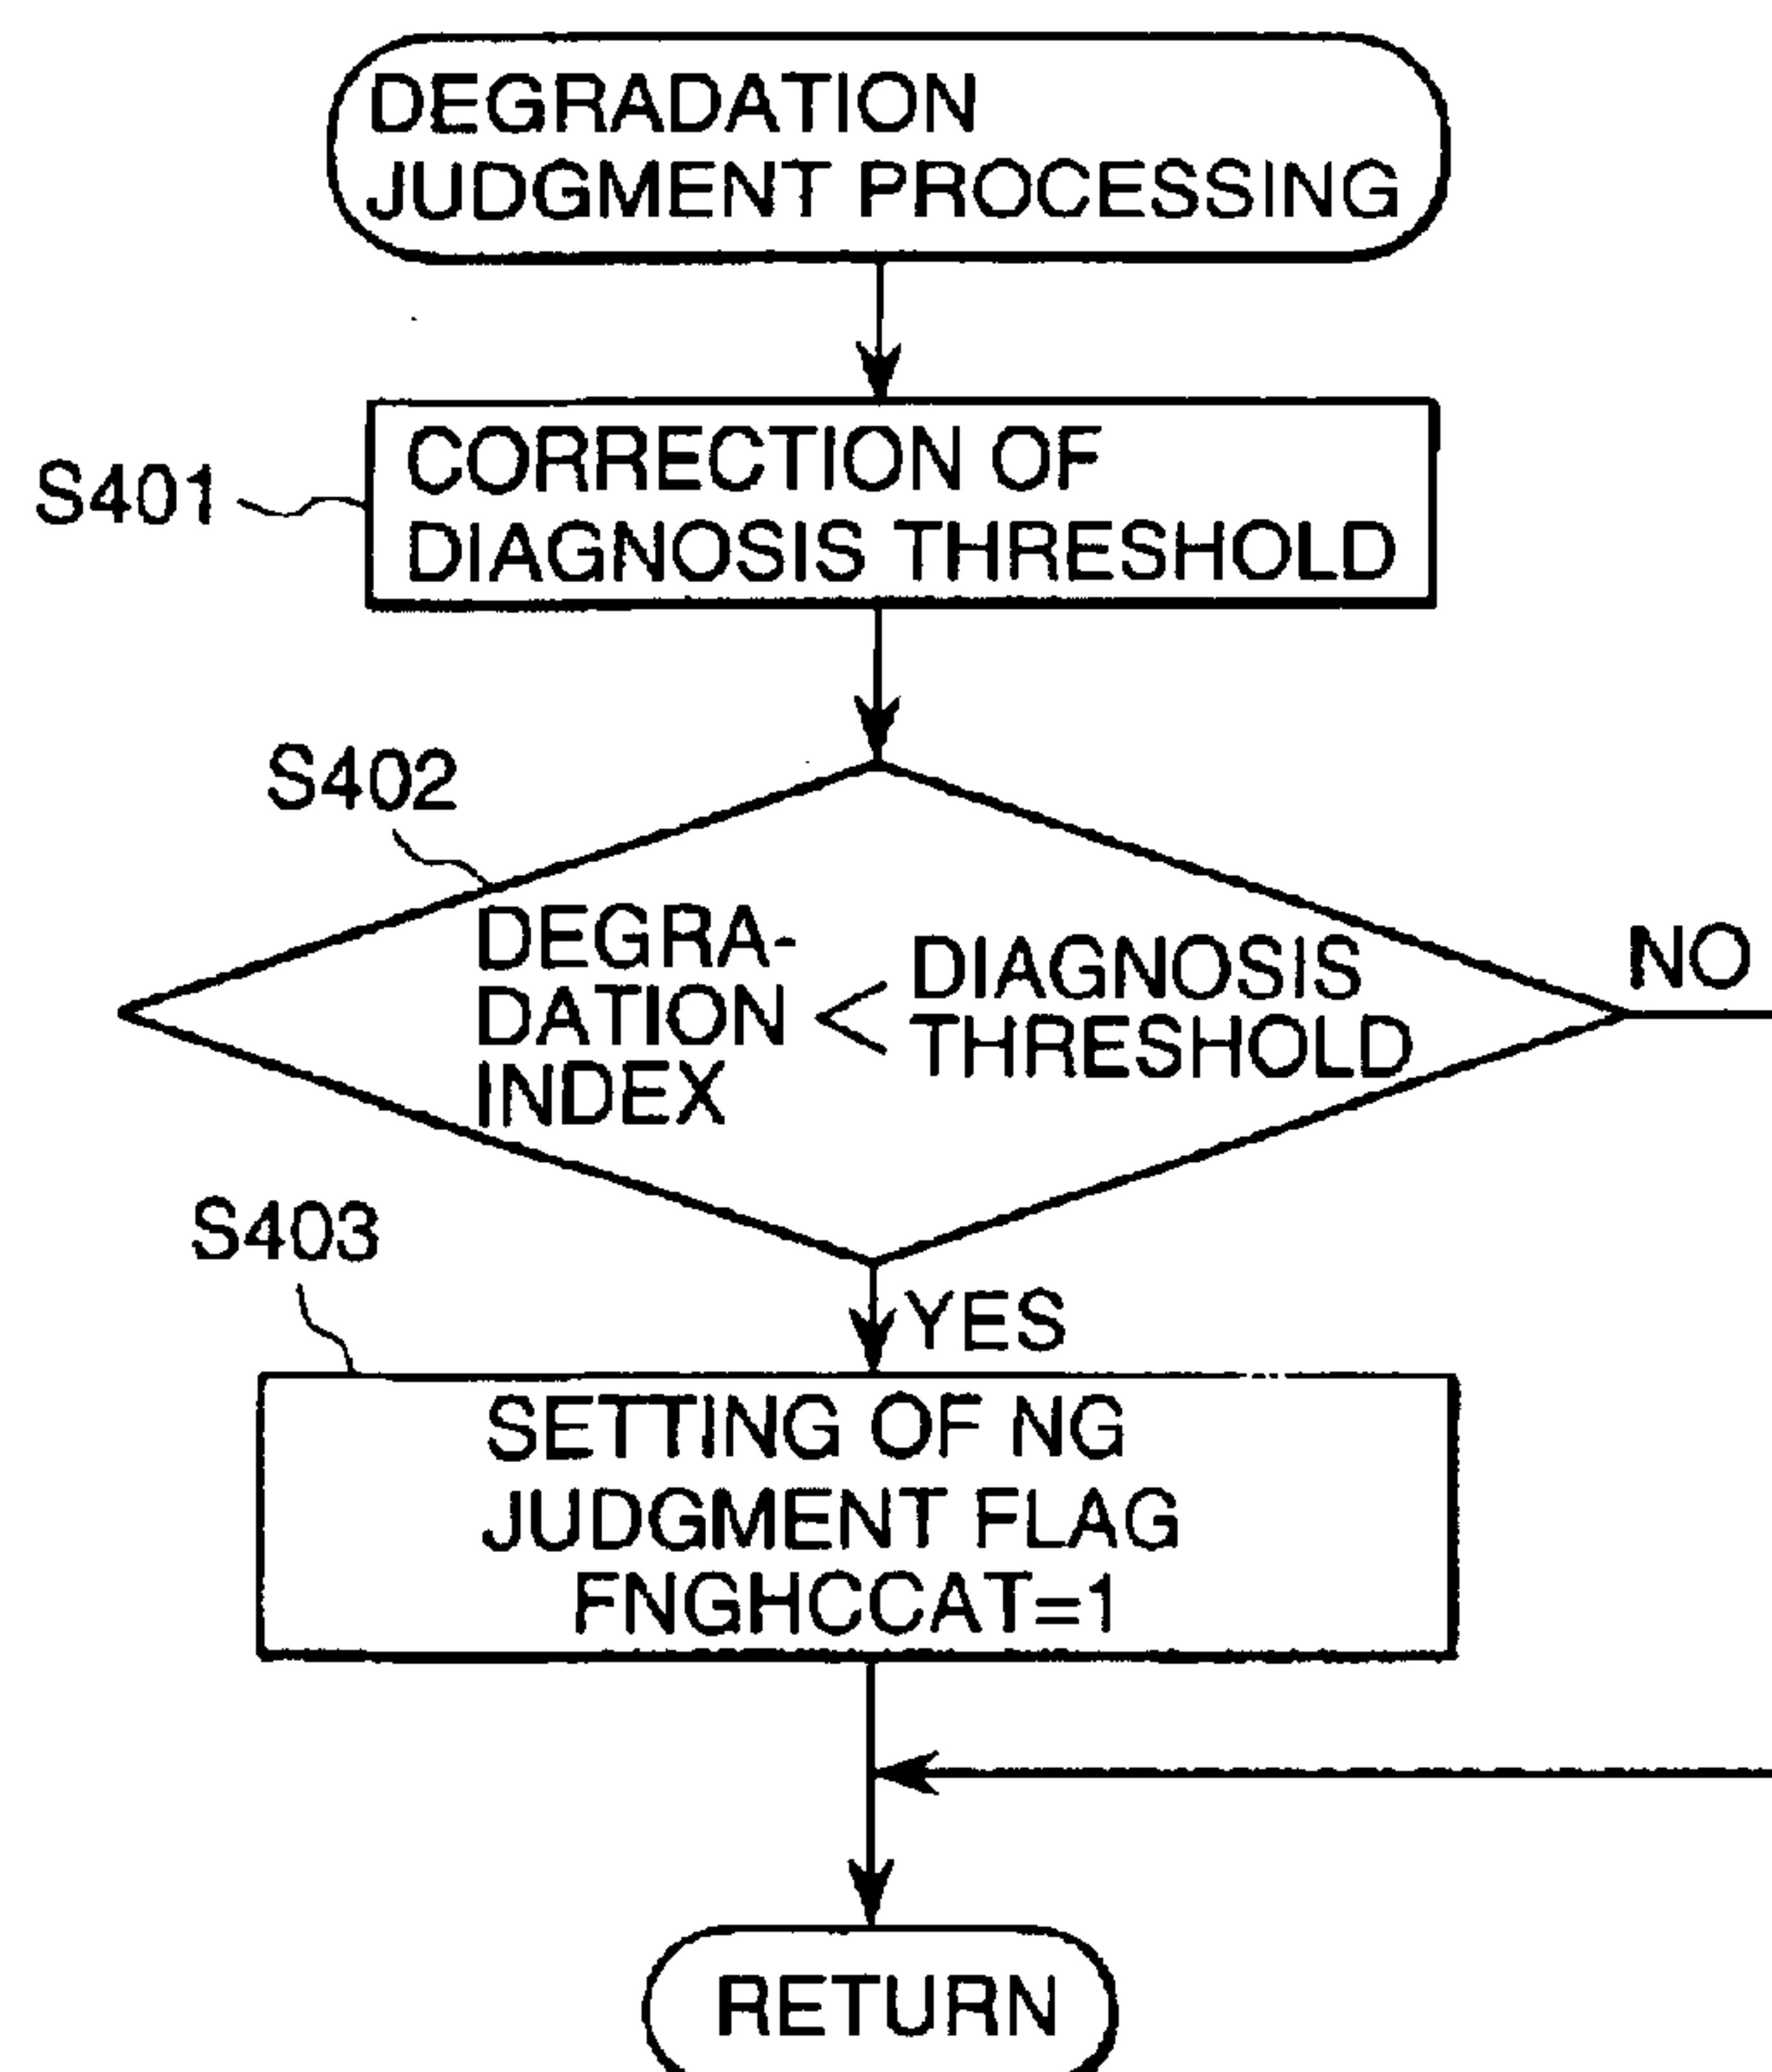 DEGRADATION
JUDGMENT PROCESSING
S401
CORRECTION OF
DIAGNOSIS THRESHOLD
S402
DEGRA-
DATION
INDEX
<
DIAGNOSIS
THRESHOLD
NO
S403
YES
SETTING OF NG
JUDGMENT FLAG
FNGHCCAT=1
RETURN